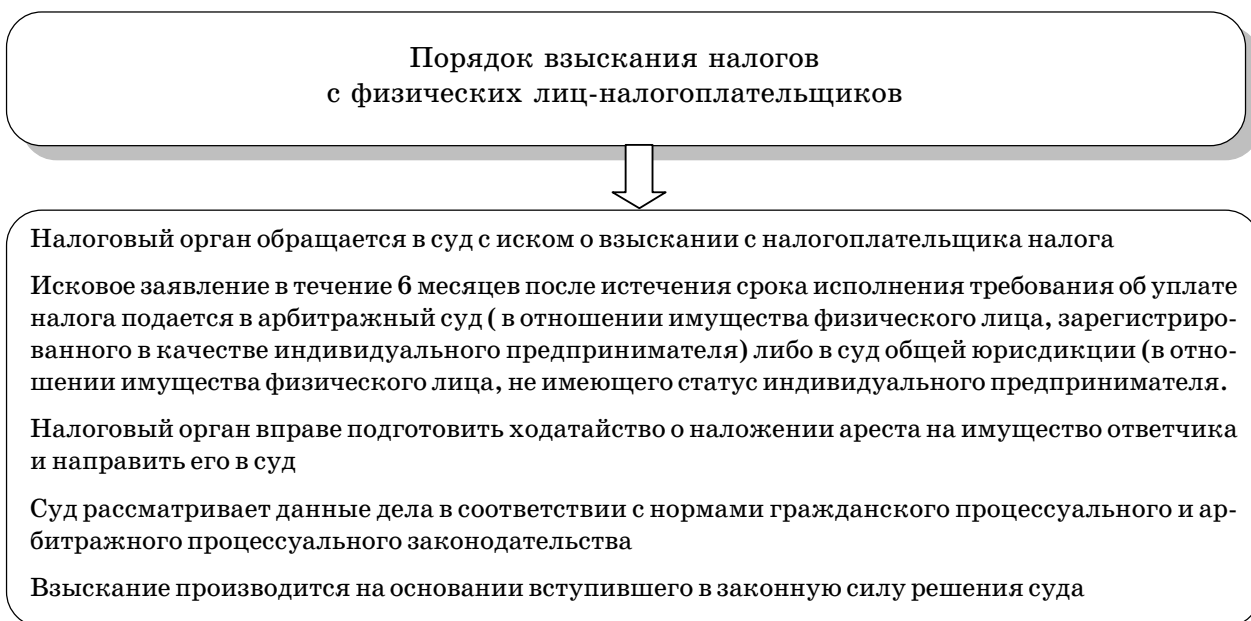 Порядок взыскания налогов
с физических лиц-налогоплательщиков
Налоговый орган обращается в суд с иском о взыскании с налогоплательщика налога
Исковое заявление в течение 6 месяцев после истечения срока исполнения требования об уплате
налога подается в арбитражный суд ( в отношении имущества физического лица, зарегистриро-
ванного в качестве индивидуального предпринимателя) либо в суд общей юрисдикции (в отно-
шении имущества физического лица, не имеющего статус индивидуального предпринимателя.
Налоговый орган вправе подготовить ходатайство о наложении ареста на имущество ответчика
и направить его в суд
Суд рассматривает данные дела в соответствии с нормами гражданского процессуального и ар-
битражного процессуального законодательства
Взыскание производится на основании вступившего в законную силу решения суда